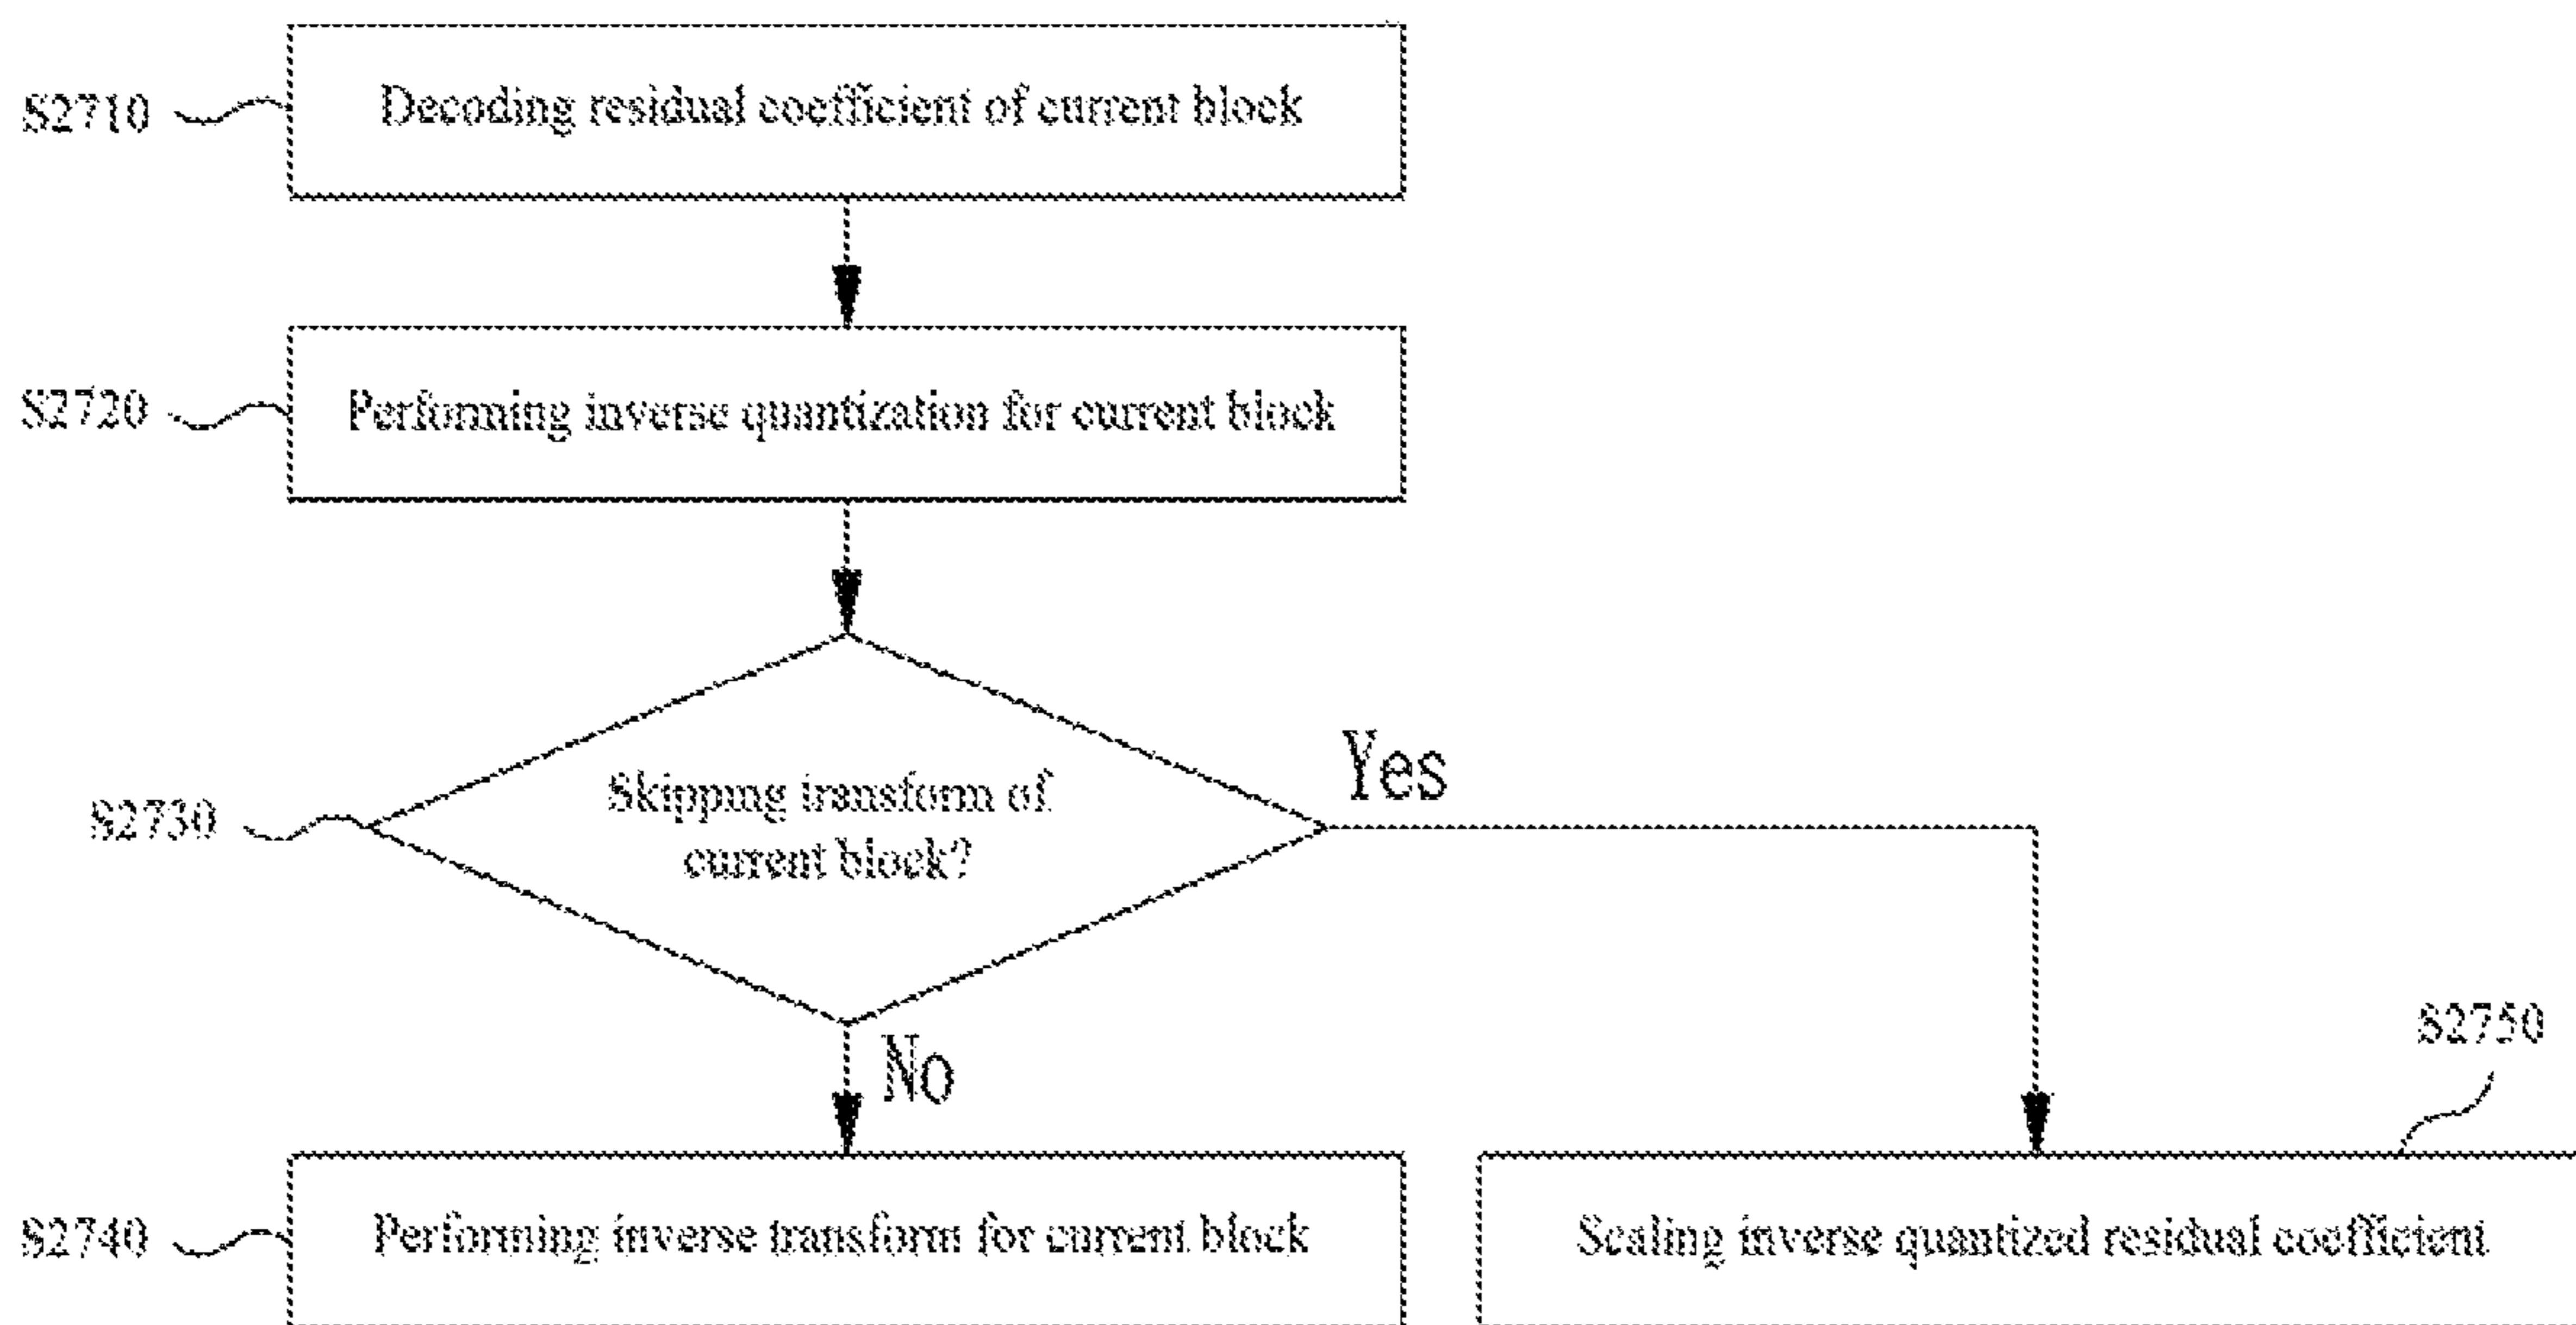 S2710
Decoding residual coefficient of current block
S2720
Performing inverse quantization for current block
S2730
Skipping transform of
current block?
Yes
No
S2750
S2740
Performing inverse transform for current block
Scaling inverse quantized residual coefficient